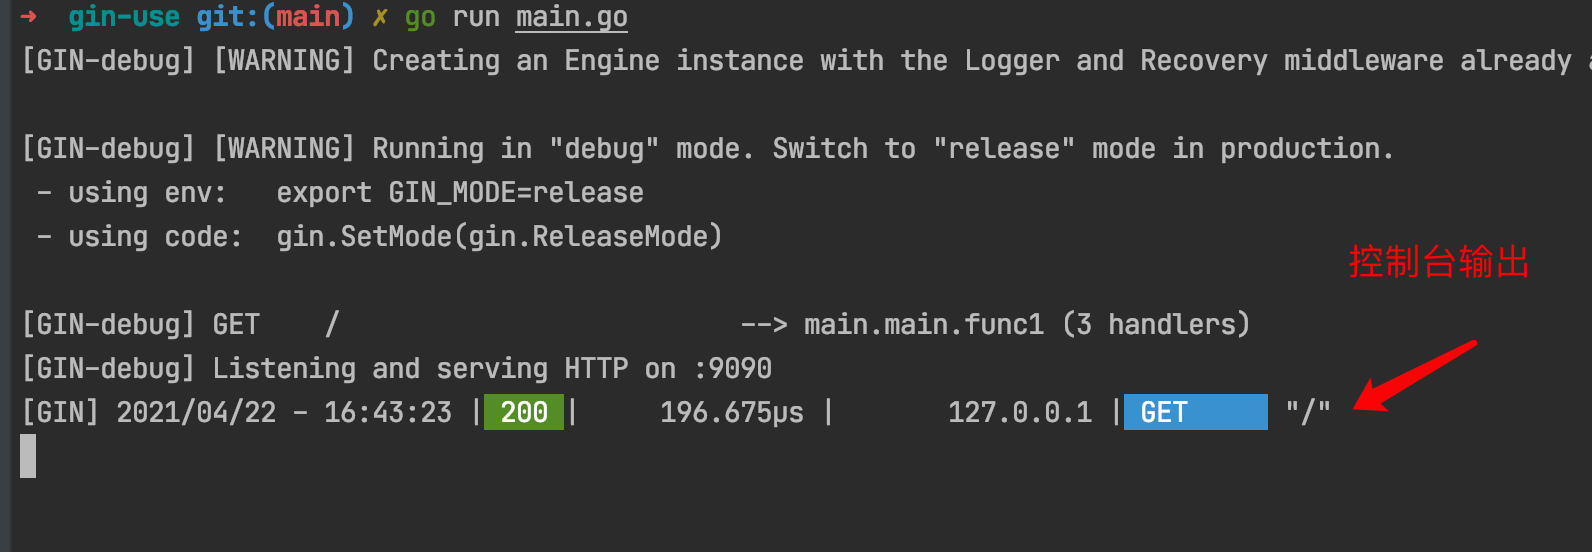 ➜  gin-use git:(main) ✗ go run main.go
[GIN-debug] [WARNING] Creating an Engine instance with the Logger and Recovery middleware already
[GIN-debug] [WARNING] Running in "debug" mode. Switch to "release" mode in production.
- using env:   export GIN_MODE=release
- using code:  gin.SetMode(gin.ReleaseMode)
控制台输出
[GIN-debug] GET    /                         --> main.main.func1 (3 handlers)
[GIN-debug] Listening and serving HTTP on :9090
[GIN] 2021/04/22 - 16:43:23 | 200 |     196.675µs |       127.0.0.1 | GET      "/"